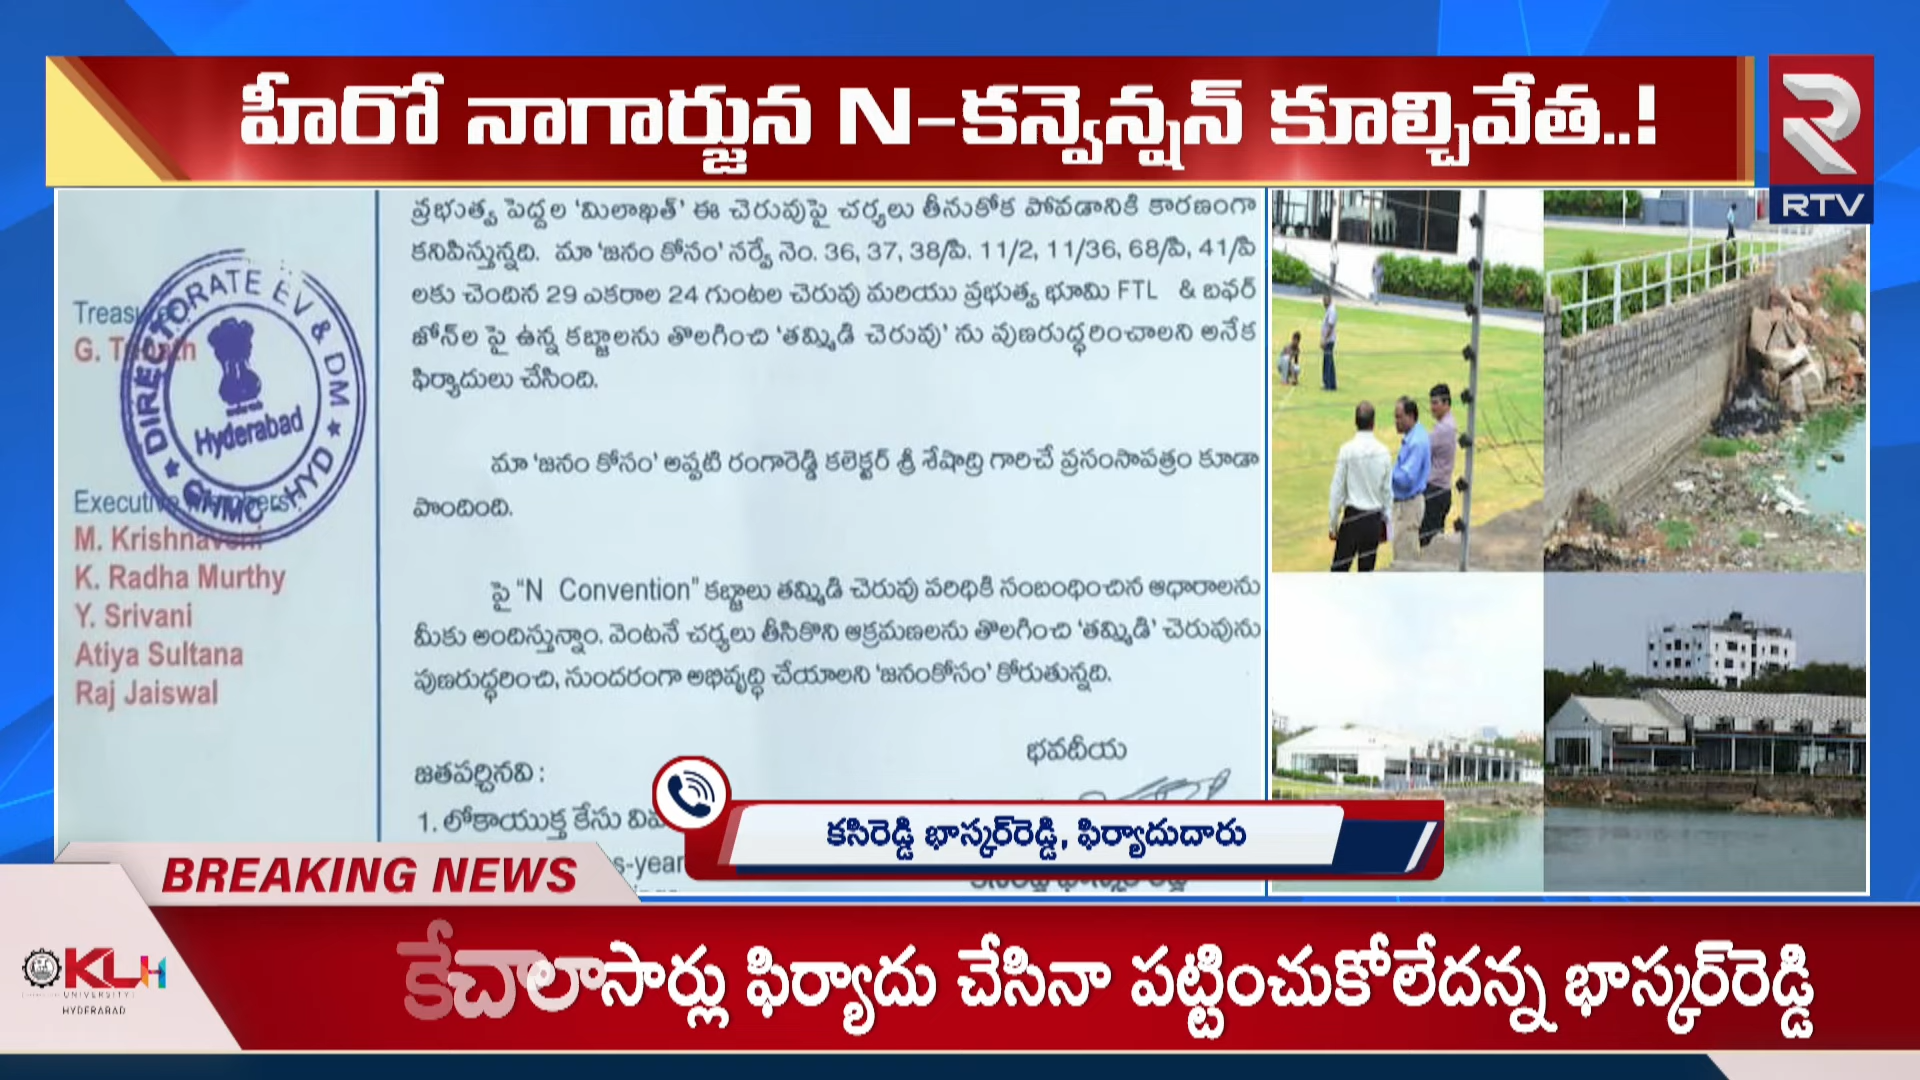 హీరో నాగార్జున N-కన్వెన్షన్ కూల్చివేత..!
RTV
ప్రభుత్వ పెద్దల 'మిలాఖత్' ఈ చెరువుపై చర్యలు తీసుకోక పోవడానికి కారణంగా
కనిపిస్తున్నది. మా 'జనం కోసం' సర్వే నెం. 36, 37, 38/పి. 11/2, 11/36, 68/పి, 41/పి
లకు చెందిన 29 ఎకరాల 24 గుంటల చెరువు మరియు ప్రభుత్వ భూమి FTL & బఫర్
జోన్‌ల పై ఉన్న కబ్జాలను తొలగించి 'తమ్మిడి చెరువు' ను పునరుద్ధరించాలని అనేక
ఫిర్యాదులు చేసింది.
మా 'జనం కోసం' అప్పటి రంగారెడ్డి కలెక్టర్ శ్రీ శేషాద్రి గారిచే ప్రసంసాపత్రం కూడా
పొందింది.
పై "N Convention" కబ్జాలు తమ్మిడి చెరువు పరిధికి సంబంధించిన ఆధారాలను
మీకు అందిస్తున్నాం. వెంటనే చర్యలు తీసికొని ఆక్రమణలను తొలగించి 'తమ్మిడి' చెరువును
పునరుద్ధరించి, సుందరంగా అభివృద్ధి చేయాలని 'జనంకోసం' కోరుతున్నది.
భవదీయ
జతపర్చినవి :
1. లోకాయుక్త కేసు
s-year
DIRECTORATE EV & DM
Hyderabad
GHMC - HYD
G.
Executive Members:
M. Krishnaveni
K. Radha Murthy
Y. Srivani
Atiya Sultana
Raj Jaiswal
కసిరెడ్డి భాస్కర్‌రెడ్డి, ఫిర్యాదుదారు
BREAKING NEWS
చాలాసార్లు ఫిర్యాదు చేసినా పట్టించుకోలేదన్న భాస్కర్‌రెడ్డి
KLH
UNIVERSITY
HYDERABAD